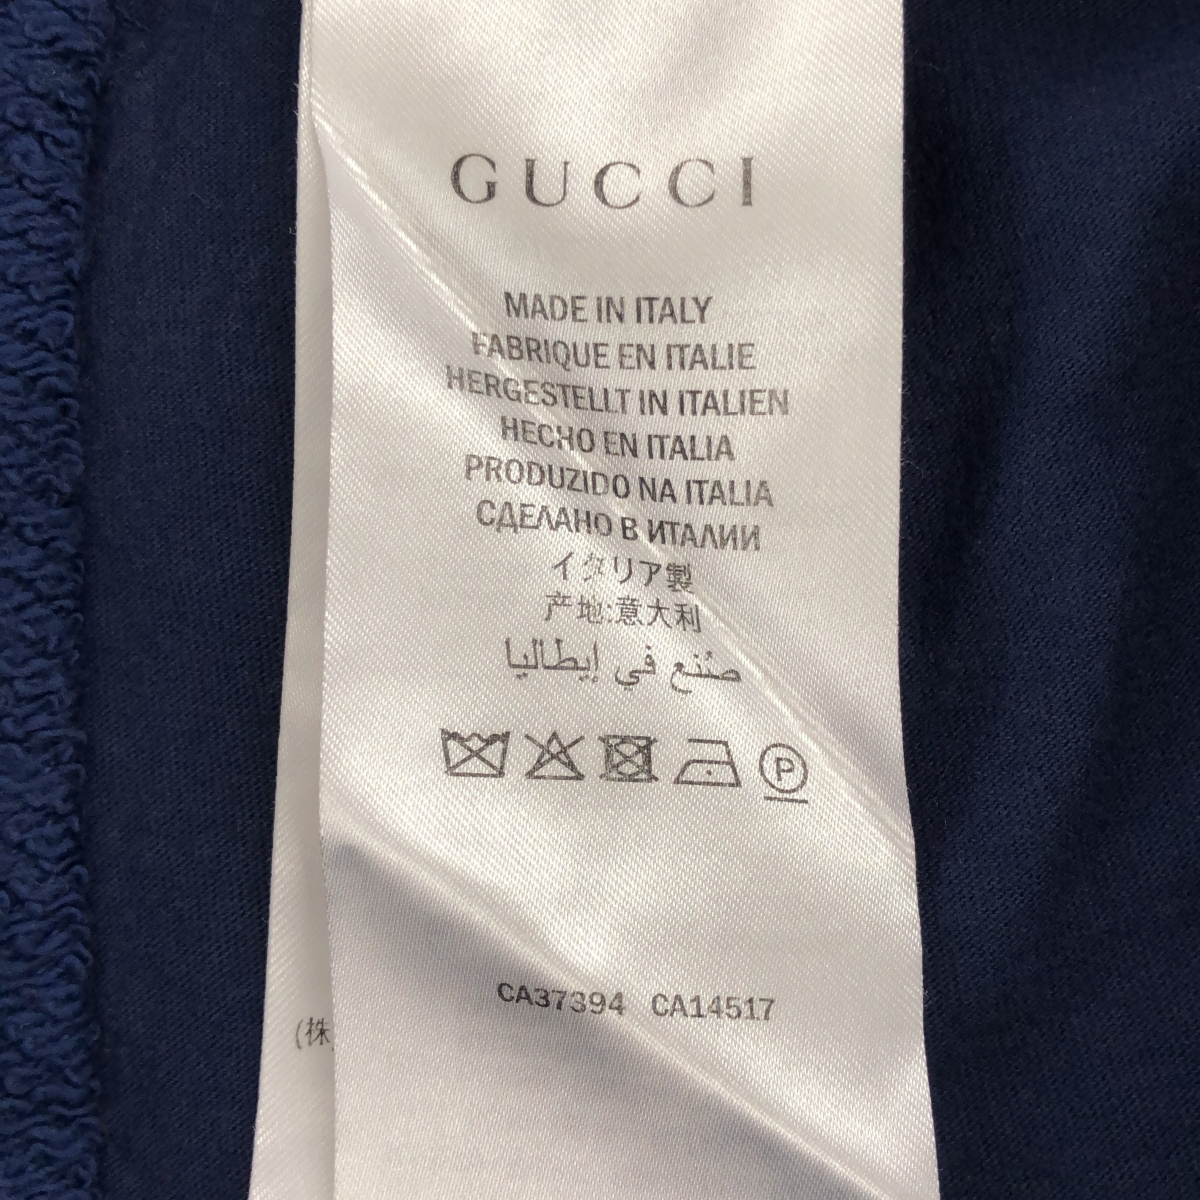 GUCCI
MADE IN ITALY
FABRIQUE EN ITALIE
HERGESTELLT IN ITALIEN
HECHO EN ITALIA
PRODUZIDO NA ITALIA
СДЕЛАНО В ИТАЛИИ
イタリア製
产地:意大利
صُنع في إيطاليا
P
CA37394 CA14517
(株